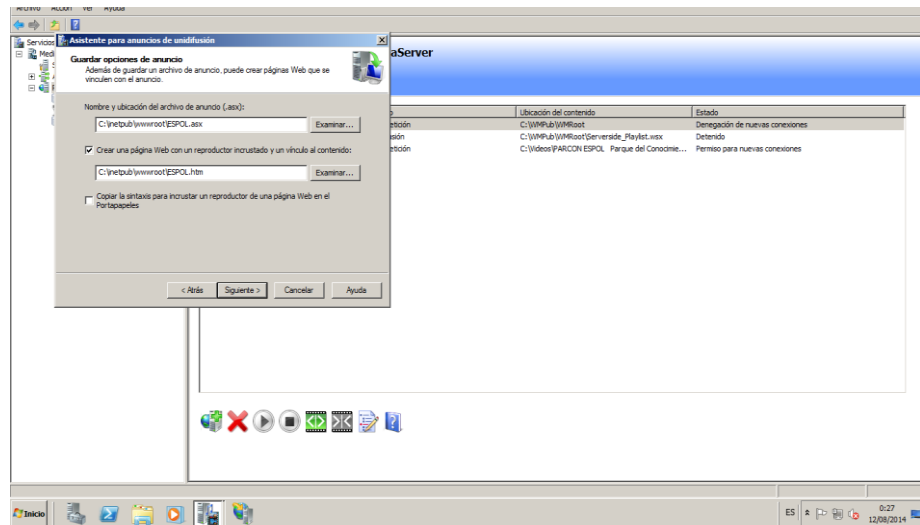 Archivo Acción Ver Ayuda
Servicios
Asistente para anuncios de unidifusión
Medi
aServer
Guardar opciones de anuncio
Además de guardar un archivo de anuncio, puede crear páginas Web que se
vinculen con el anuncio.
Nombre y ubicación del archivo de anuncio (.asx):
C:\inetpub\wwwroot\ESPOL.asx
Examinar...
Crear una página Web con un reproductor incrustado y un vínculo al contenido:
C:\inetpub\wwwroot\ESPOL.htm
Examinar...
Copiar la sintaxis para incrustar un reproductor de una página Web en el
Portapapeles
< Atrás Siguiente > Cancelar Ayuda
Ubicación del contenido Estado
etición C:\WMPub\WMRoot Denegación de nuevas conexiones
sión C:\WMPub\WMRoot\Serverside_Playlist.wsx Detenido
etición C:\Videos\PARCON ESPOL Parque del Conocimie... Permiso para nuevas conexiones
Inicio
ES
0:27
12/08/2014